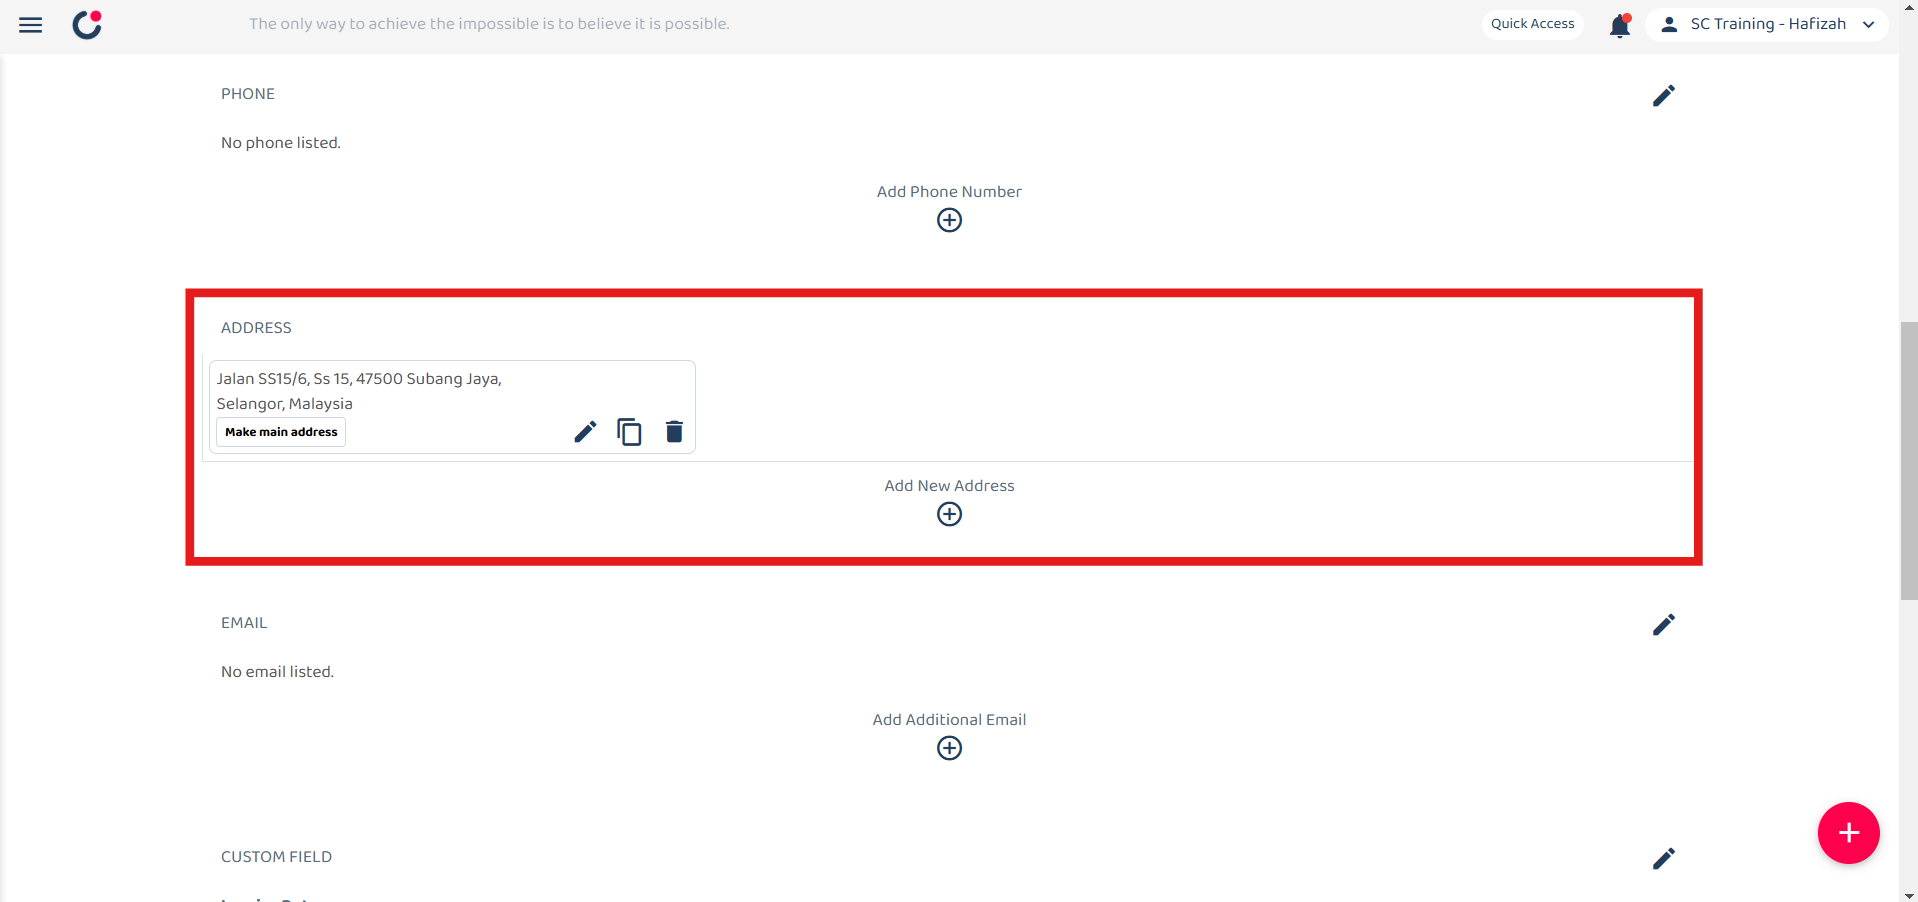 The only way to achieve the impossible is to believe it is possible.
Quick Access
SC Training - Hafizah
PHONE
No phone listed.
Add Phone Number
ADDRESS
Jalan SS15/6, Ss 15, 47500 Subang Jaya,
Selangor, Malaysia
Make main address
Add New Address
EMAIL
No email listed.
Add Additional Email
CUSTOM FIELD